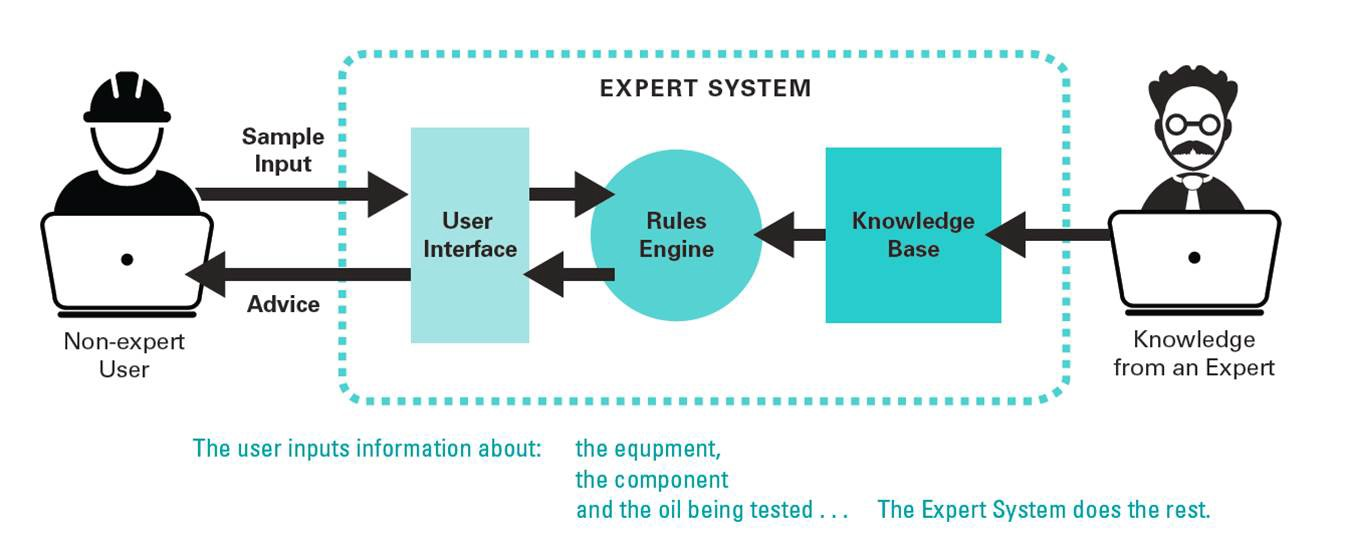 EXPERT SYSTEM
Sample
Input
User
Interface
Rules
Engine
Knowledge
Base
Advice
Non-expert
User
Knowledge
from an Expert
The user inputs information about: the equpment,
the component
and the oil being tested . . . The Expert System does the rest.